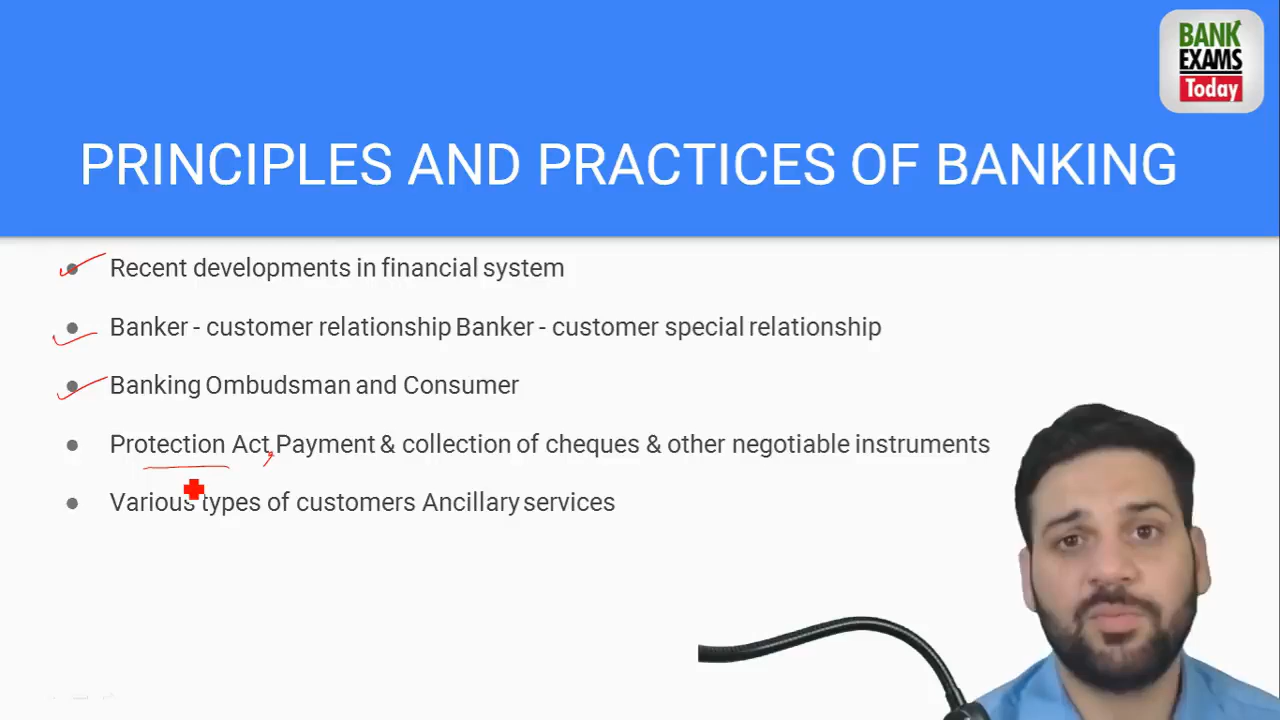 BANK
EXAMS
Today
PRINCIPLES AND PRACTICES OF BANKING
Recent developments in financial system
Banker - customer relationship Banker - customer special relationship
Banking Ombudsman and Consumer
Protection Act, Payment & collection of cheques & other negotiable instruments
Various types of customers Ancillary services